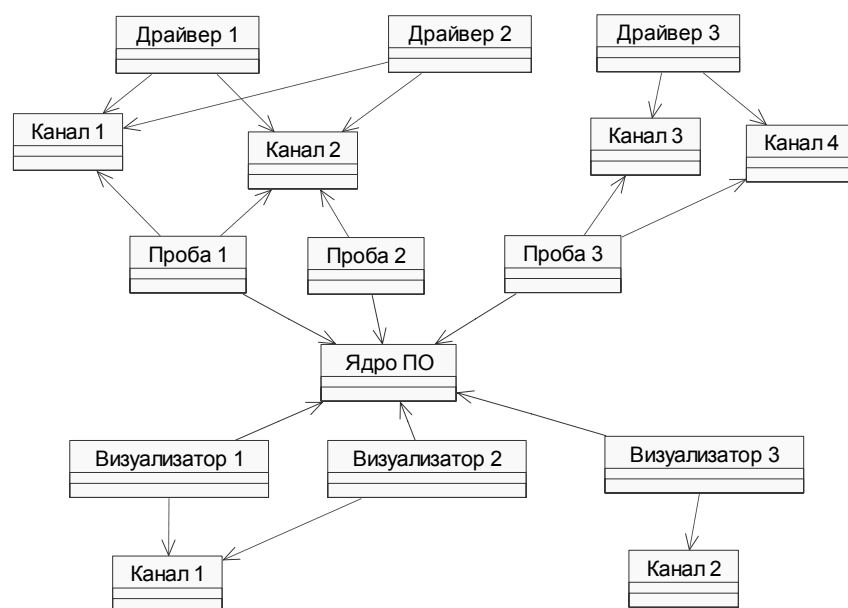 Драйвер 1
Драйвер 2
Драйвер 3
Канал 1
Канал 2
Канал 3
Канал 4
Проба 1
Проба 2
Проба 3
Ядро ПО
Визуализатор 1
Визуализатор 2
Визуализатор 3
Канал 1
Канал 2